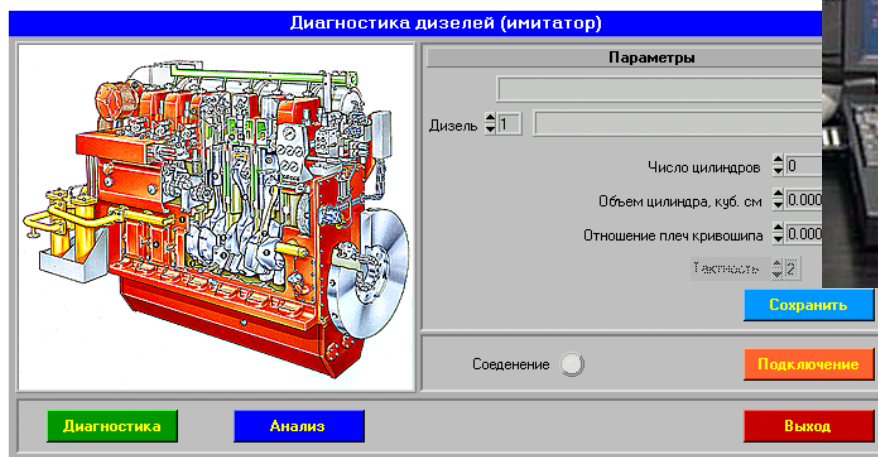 Диагностика дизелей (имитатор)
Параметры
Дизель 1
Число цилиндров 0
Объем цилиндра, куб. см 0.000
Отношение плеч кривошипа 0.000
Тактность 2
Сохранить
Соеденение
Подключение
Диагностика
Анализ
Выход